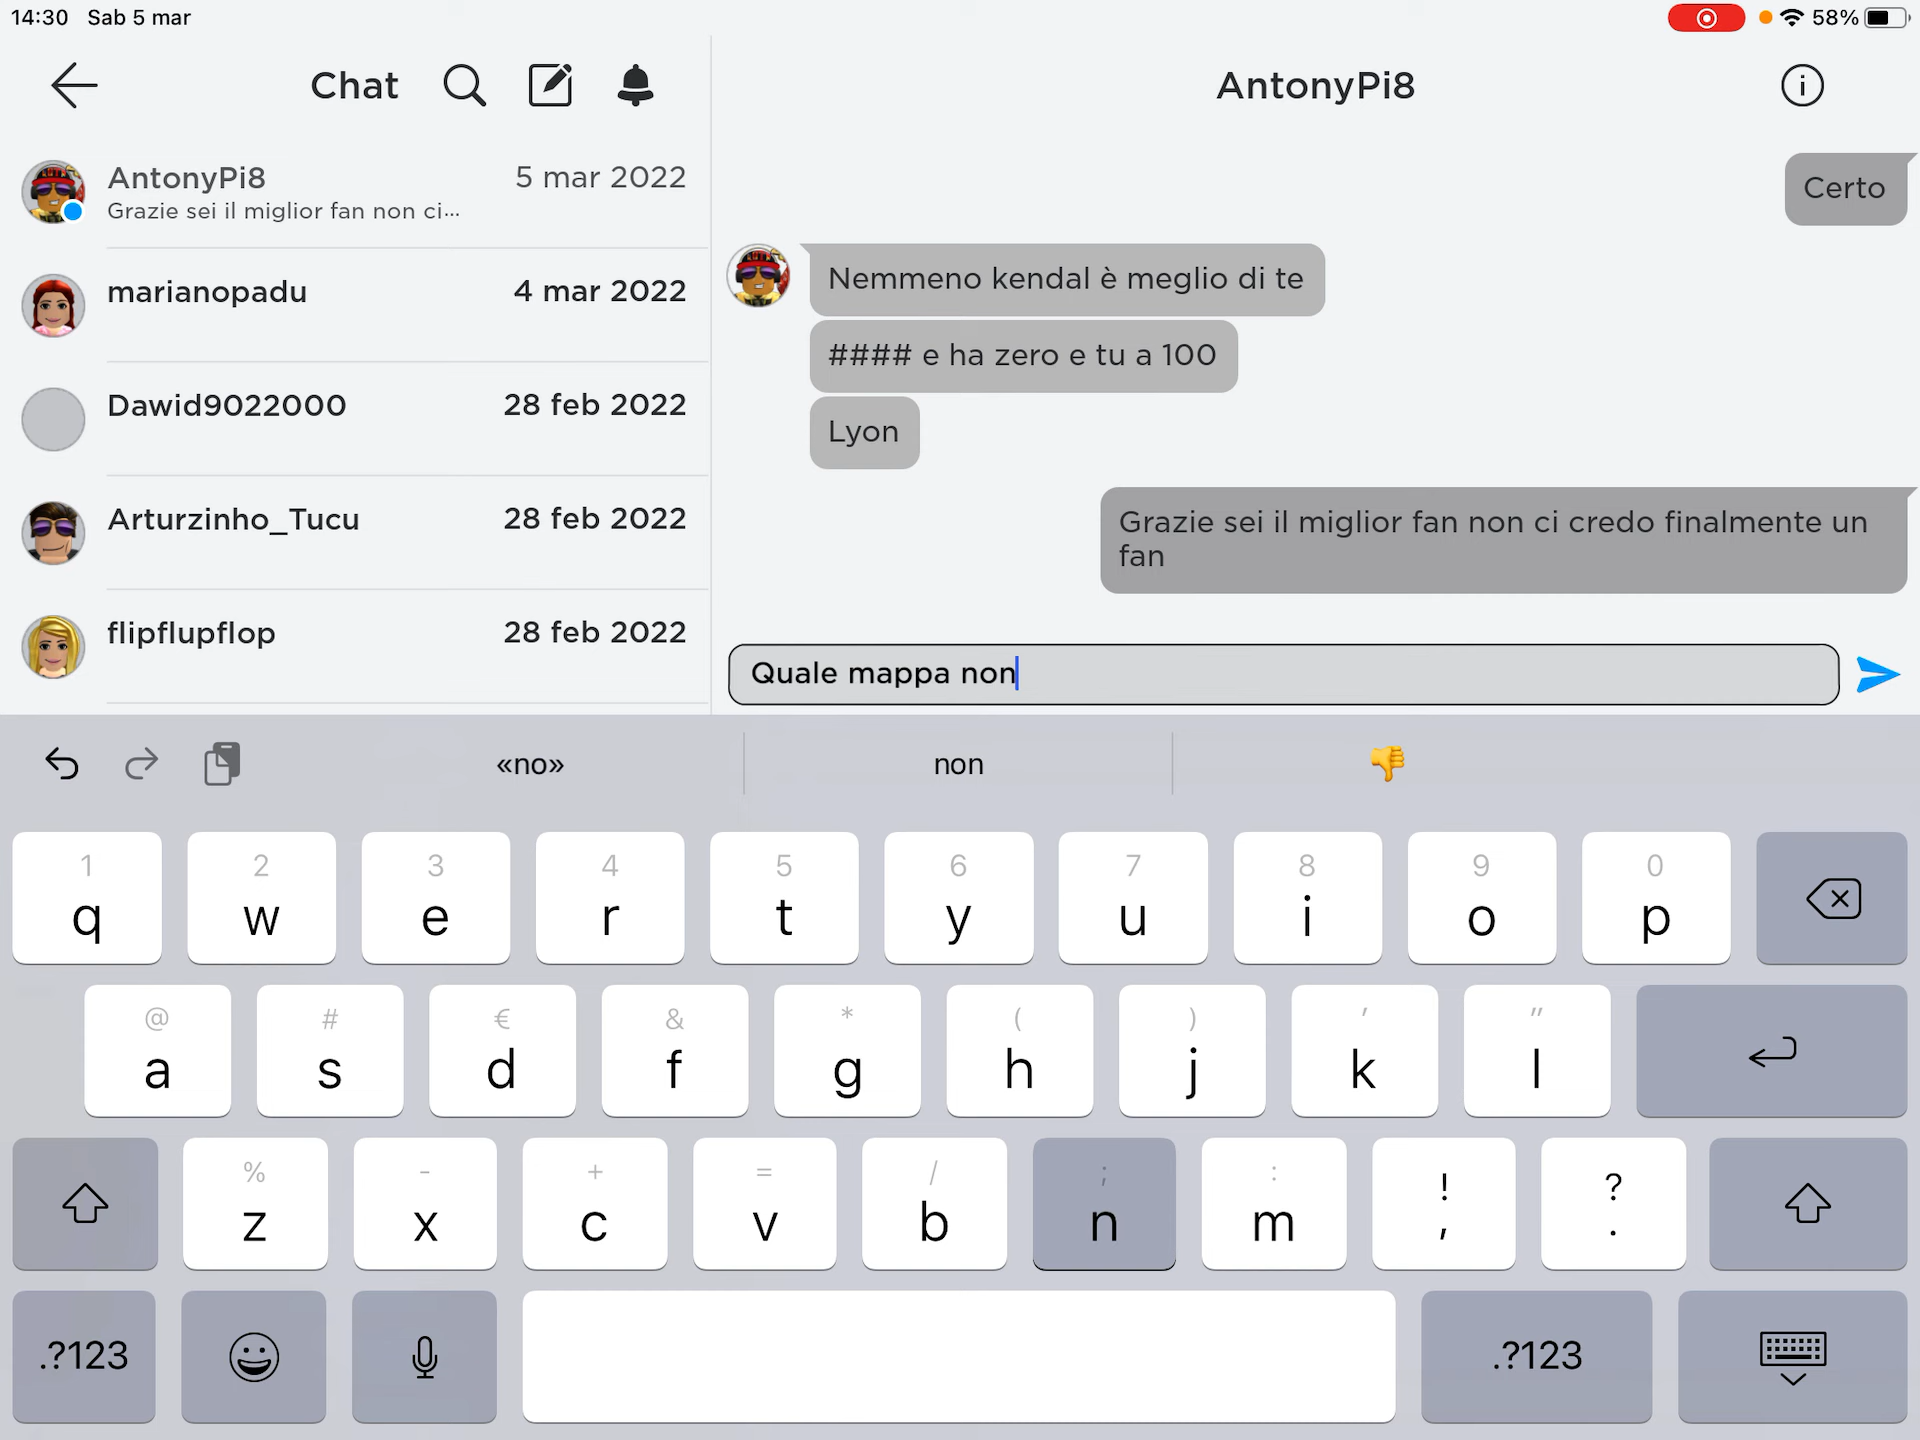 14:30 Sab 5 mar
58%
Chat
AntonyPi8
AntonyPi8 5 mar 2022
Grazie sei il miglior fan non ci...
marianopadu 4 mar 2022
Dawid9022000 28 feb 2022
Arturzinho_Tucu 28 feb 2022
flipflupflop 28 feb 2022
Certo
Nemmeno kendal è meglio di te
#### e ha zero e tu a 100
Lyon
Grazie sei il miglior fan non ci credo finalmente un
fan
Quale mappa non
«no» non 👎
1 2 3 4 5 6 7 8 9 0
q w e r t y u i o p
@ # € & * ( ) ' "
a s d f g h j k l
% - + = / ; : ! ?
z x c v b n m , .
.?123 .?123